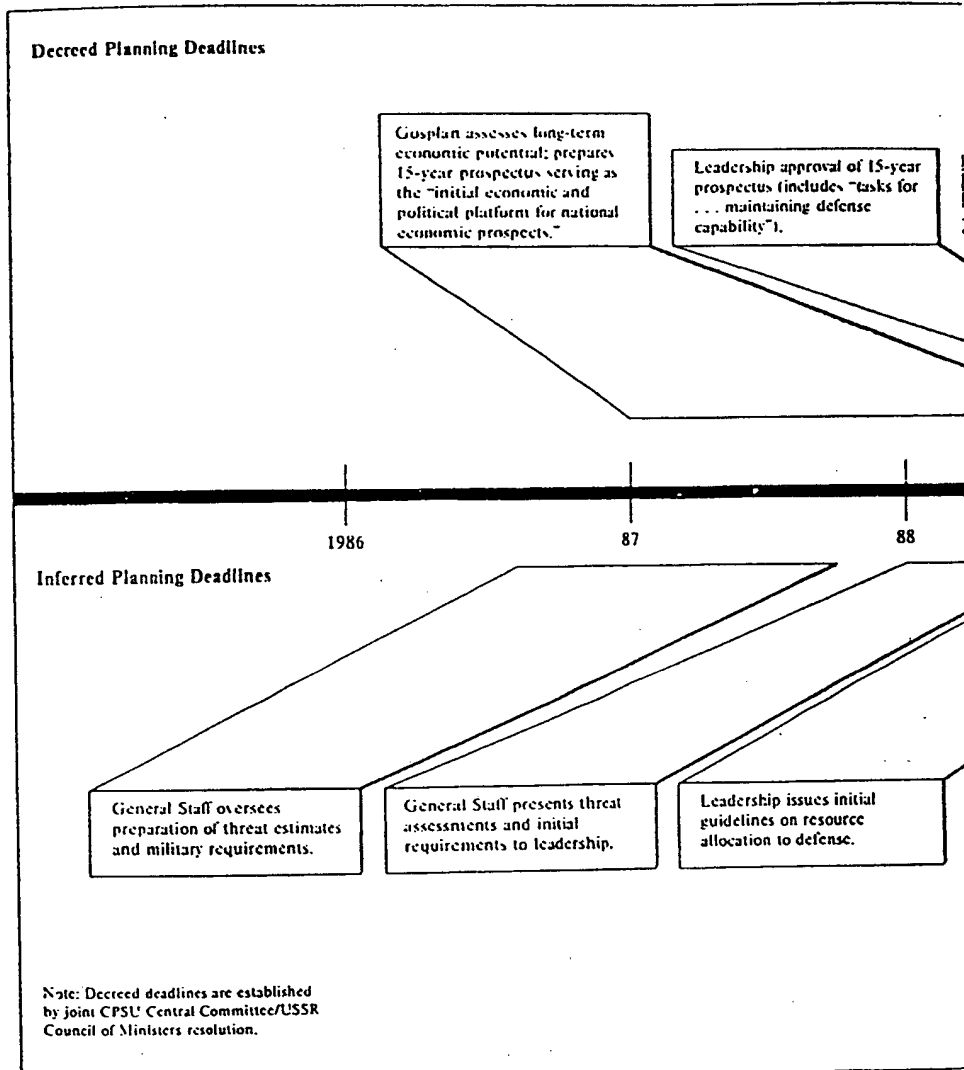 Decreed Planning Deadlines
Gosplan assesses long-term
economic potential; prepares
15-year prospectus serving as
the "initial economic and
political platform for national
economic prospects."
Leadership approval of 15-year
prospectus (includes "tasks for
. . . maintaining defense
capability").
1986
87
88
Inferred Planning Deadlines
General Staff oversees
preparation of threat estimates
and military requirements.
General Staff presents threat
assessments and initial
requirements to leadership.
Leadership issues initial
guidelines on resource
allocation to defense.
Note: Decreed deadlines are established
by joint CPSU Central Committee/USSR
Council of Ministers resolution.